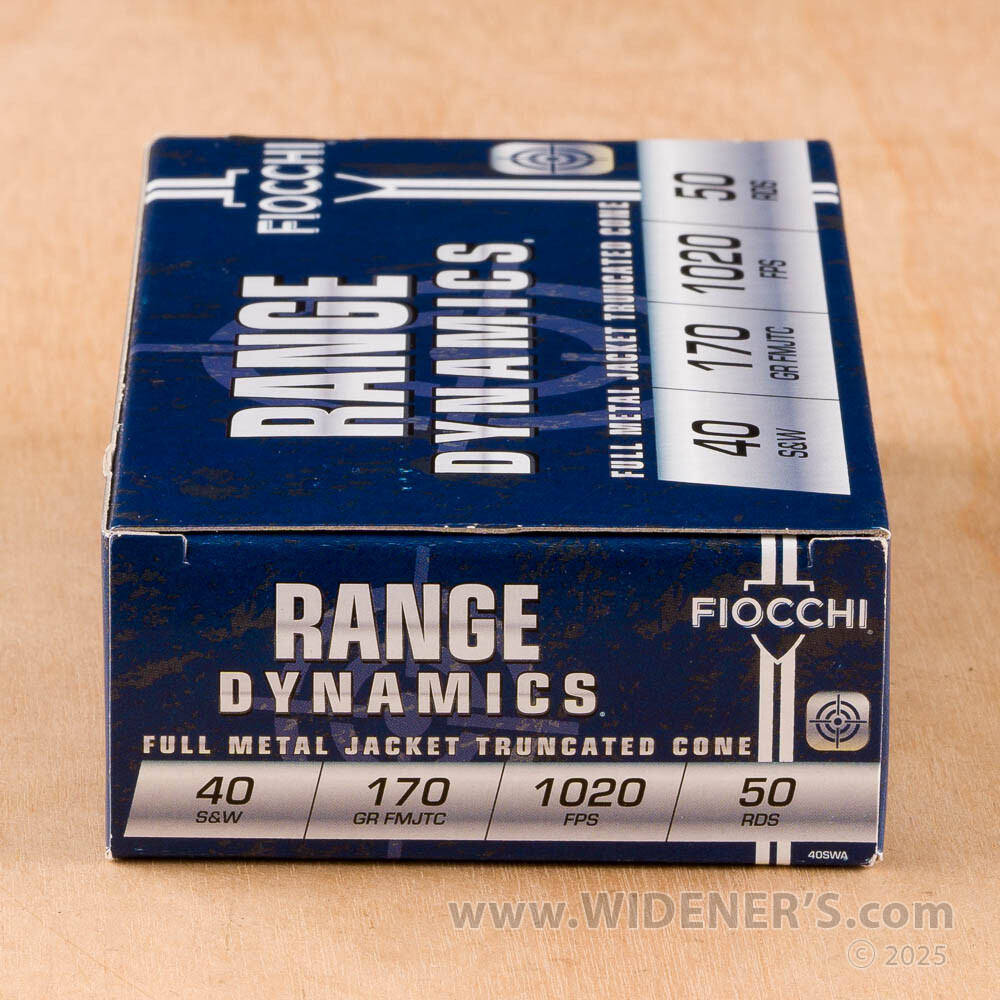 FIOCCHI
RANGE
DYNAMICS
FULL METAL JACKET TRUNCATED CONE
40 170 1020 50
S&W GR FMJTC FPS RDS
RANGE
DYNAMICS
FIOCCHI
FULL METAL JACKET TRUNCATED CONE
40 170 1020 50
S&W GR FMJTC FPS RDS
40SWA
www.WIDENER'S.com
© 2025